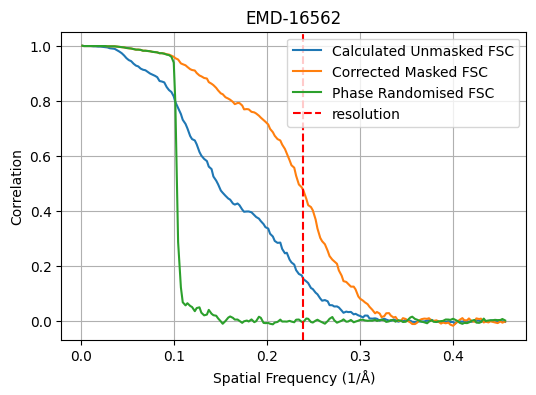 EMD-16562
Calculated Unmasked FSC
Corrected Masked FSC
Phase Randomised FSC
resolution
Correlation
1.0
0.8
0.6
0.4
0.2
0.0
0.0 0.1 0.2 0.3 0.4
Spatial Frequency (1/Å)